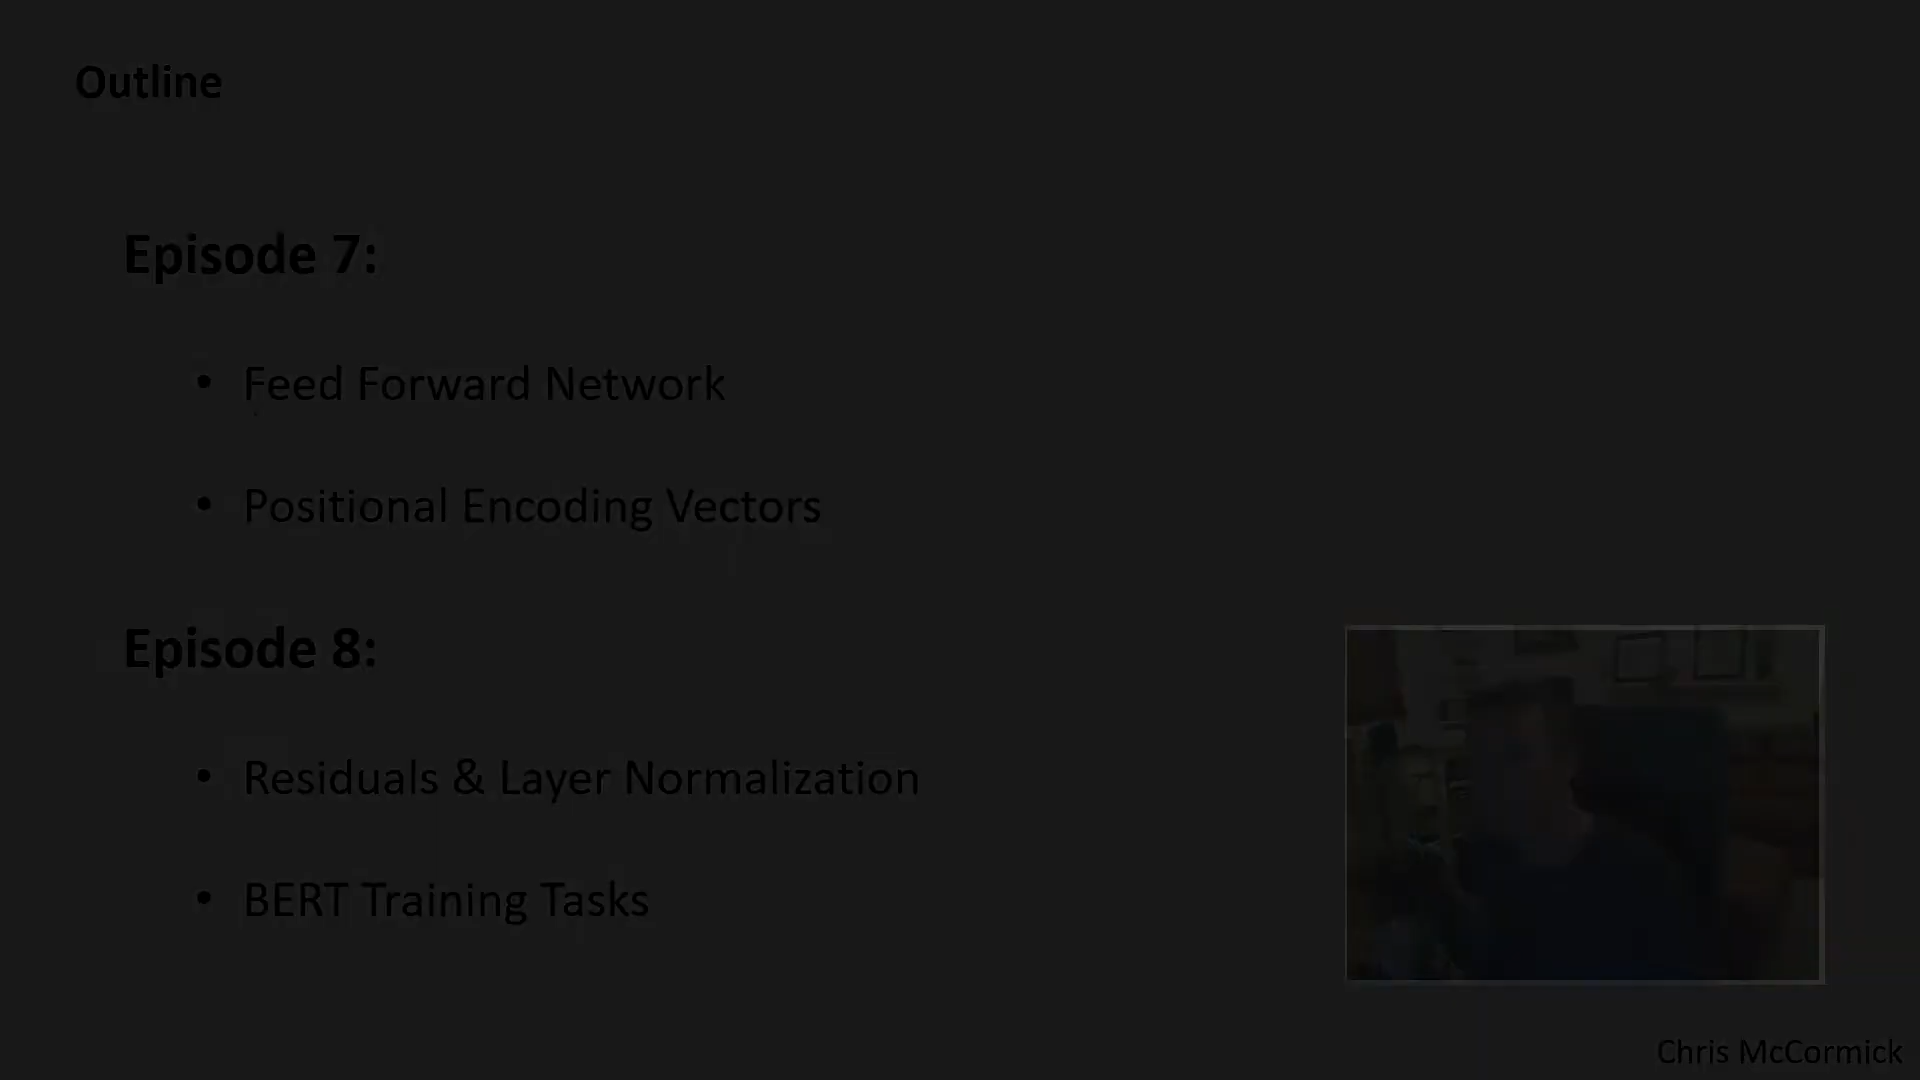 Outline
Episode 7:
• Feed Forward Network
• Positional Encoding Vectors
Episode 8:
• Residuals & Layer Normalization
• BERT Training Tasks
Chris McCormick